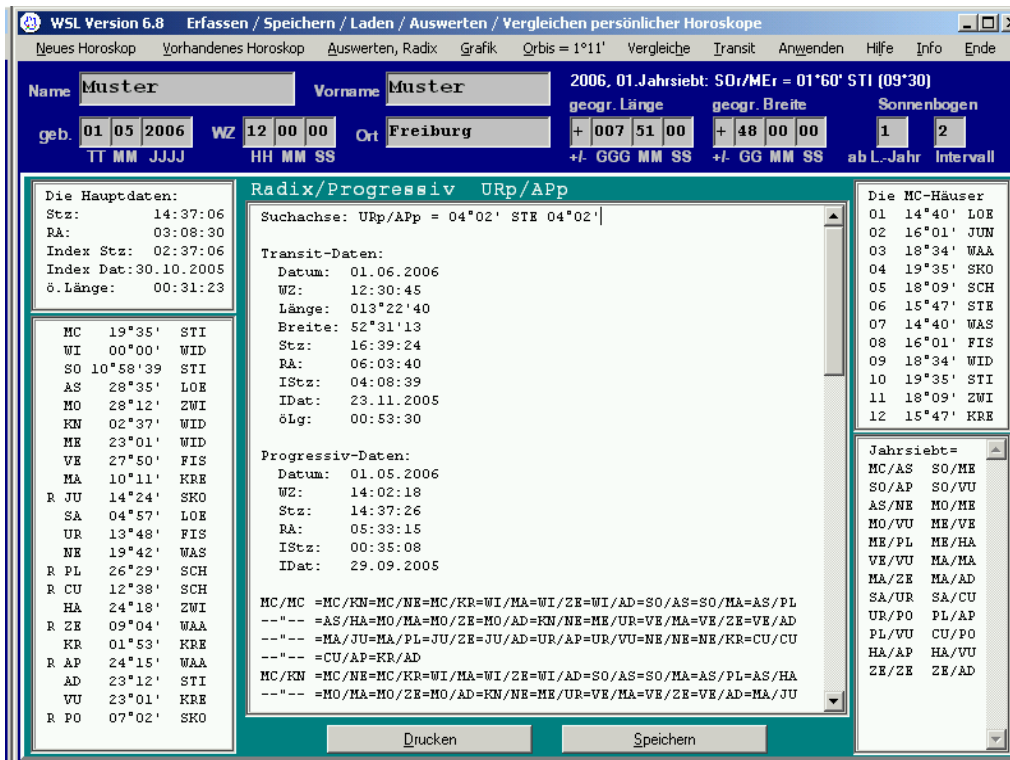 WSL Version 6.8 Erfassen / Speichern / Laden / Auswerten / Vergleichen persönlicher Horoskope
Neues Horoskop Vorhandenes Horoskop Auswerten, Radix Grafik Orbis = 1°11' Vergleiche Transit Anwenden Hilfe Info Ende
Name Muster Vorname Muster
2006, 01.Jahrsiebt: SOr/MEr = 01°60' STI (09°30)
geogr. Länge geogr. Breite Sonnenbogen
geb. 01 05 2006 WZ. 12 00 00 Ort Freiburg + 007 51 00 + 48 00 00 1 2
TT MM JJJJ HH MM SS +/- GGG MM SS +/- GG MM SS ab L.-Jahr Intervall
Die Hauptdaten:
Stz: 14:37:06
RA: 03:08:30
Index Stz: 02:37:06
Index Dat:30.10.2005
ö.Länge: 00:31:23
MC 19°35' STI
WI 00°00' WID
SO 10°58'39 STI
AS 28°35' LOE
MO 28°12' ZWI
KN 02°37' WID
ME 23°01' WID
VE 27°50' FIS
MA 10°11' KRE
R JU 14°24' SKO
SA 04°57' LOE
UR 13°48' FIS
NE 19°42' WAS
R PL 26°29' SCH
R CU 12°38' SCH
HA 24°18' ZWI
R ZE 09°04' WAA
KR 01°53' KRE
R AP 24°15' WAA
AD 23°12' STI
VU 23°01' KRE
R PO 07°02' SKO
Radix/Progressiv URp/APp
Suchachse: URp/APp = 04°02' STE 04°02'
Transit-Daten:
Datum: 01.06.2006
WZ: 12:30:45
Länge: 013°22'40
Breite: 52°31'13
Stz: 16:39:24
RA: 06:03:40
IStz: 04:08:39
IDat: 23.11.2005
öLg: 00:53:30
Progressiv-Daten:
Datum: 01.05.2006
WZ: 14:02:18
Stz: 14:37:26
RA: 05:33:15
IStz: 00:35:08
IDat: 29.09.2005
MC/MC =MC/KN=MC/NE=MC/KR=WI/MA=WI/ZE=WI/AD=SO/AS=SO/MA=AS/PL
--"-- =AS/HA=MO/MA=MO/ZE=MO/AD=KN/NE=ME/UR=VE/MA=VE/ZE=VE/AD
--"-- =MA/JU=MA/PL=JU/ZE=JU/AD=UR/AP=UR/VU=NE/NE=NE/KR=CU/CU
--"-- =CU/AP=KR/AD
MC/KN =MC/NE=MC/KR=WI/MA=WI/ZE=WI/AD=SO/AS=SO/MA=AS/PL=AS/HA
--"-- =MO/MA=MO/ZE=MO/AD=KN/NE=ME/UR=VE/MA=VE/ZE=VE/AD=MA/JU
Drucken Speichern
Die MC-Häuser
01 14°40' LOE
02 16°01' JUN
03 18°34' WAA
04 19°35' SKO
05 18°09' SCH
06 15°47' STE
07 14°40' WAS
08 16°01' FIS
09 18°34' WID
10 19°35' STI
11 18°09' ZWI
12 15°47' KRE
Jahrsiebt=
MC/AS SO/ME
SO/AP SO/VU
AS/NE MO/ME
MO/VU ME/VE
ME/PL ME/HA
VE/VU MA/MA
MA/ZE MA/AD
SA/UR SA/CU
UR/PO PL/AP
PL/VU CU/PO
HA/AP HA/VU
ZE/ZE ZE/AD